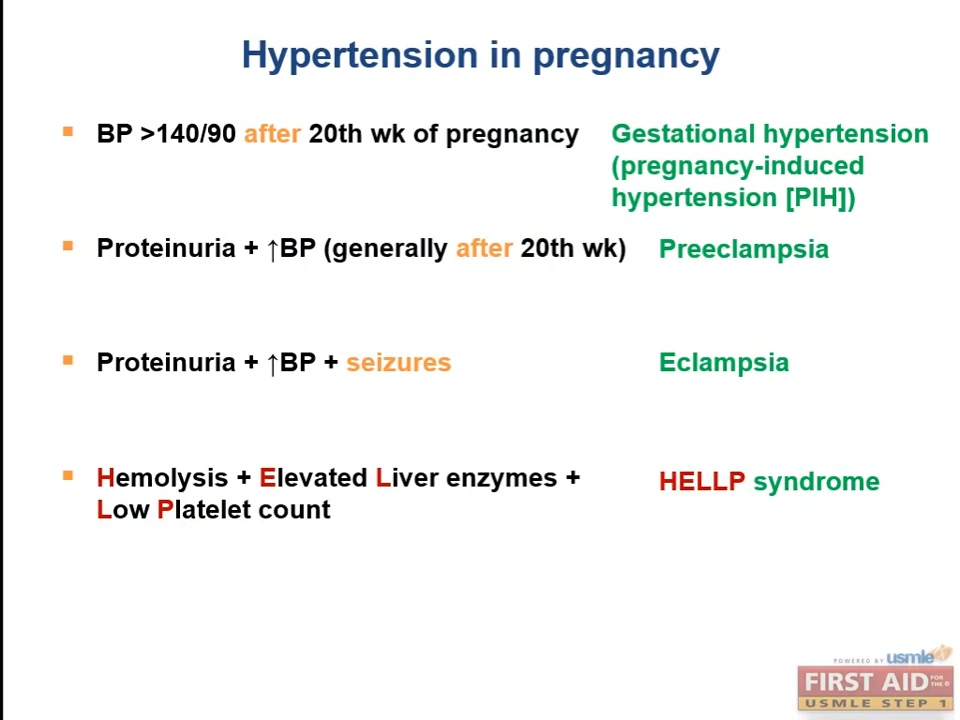 Hypertension in pregnancy
▪ BP >140/90 after 20th wk of pregnancy
Gestational hypertension
(pregnancy-induced
hypertension [PIH])
▪ Proteinuria + ↑BP (generally after 20th wk)
Preeclampsia
▪ Proteinuria + ↑BP + seizures
Eclampsia
▪ Hemolysis + Elevated Liver enzymes +
Low Platelet count
HELLP syndrome
POWERED BY usmle
FIRST AID FOR THE ®
USMLE STEP 1